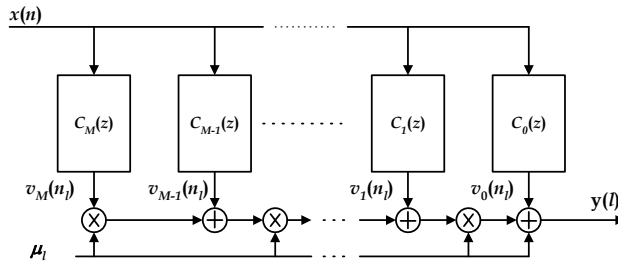 x(n)
C_M(z) C_{M-1}(z) C_1(z) C_0(z)
v_M(n_l) v_{M-1}(n_l) v_1(n_l) v_0(n_l)
y(l)
μ_l